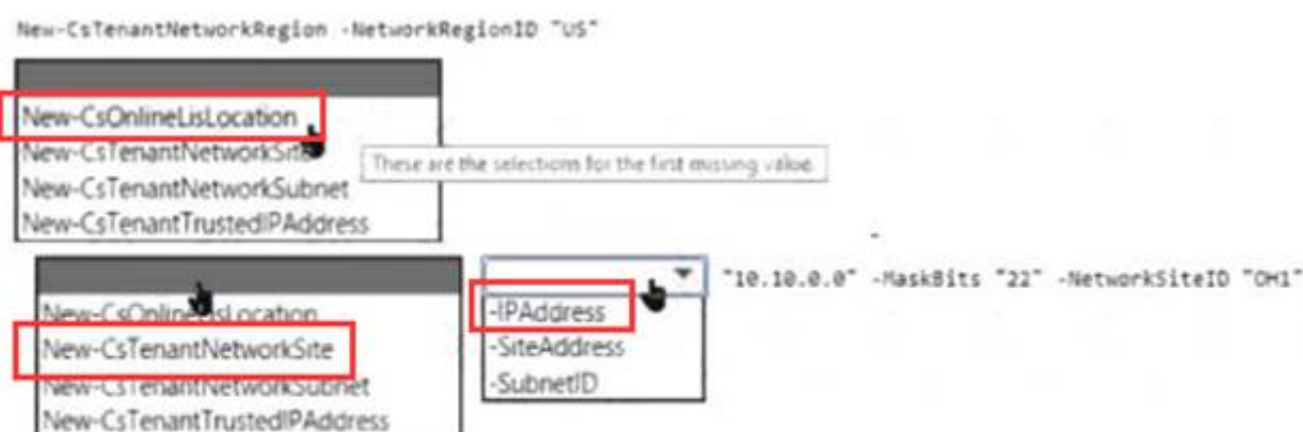 New-CsTenantNetworkRegion -NetworkRegionID "US"
New-CsOnlineLisLocation
New-CsTenantNetworkSite
These are the selections for the first missing value.
New-CsTenantNetworkSubnet
New-CsTenantTrustedIPAddress
"10.10.0.0" -MaskBits "22" -NetworkSiteID "OH1"
New-CsOnlineLisLocation
-IPAddress
New-CsTenantNetworkSite
-SiteAddress
New-CsTenantNetworkSubnet
-SubnetID
New-CsTenantTrustedIPAddress